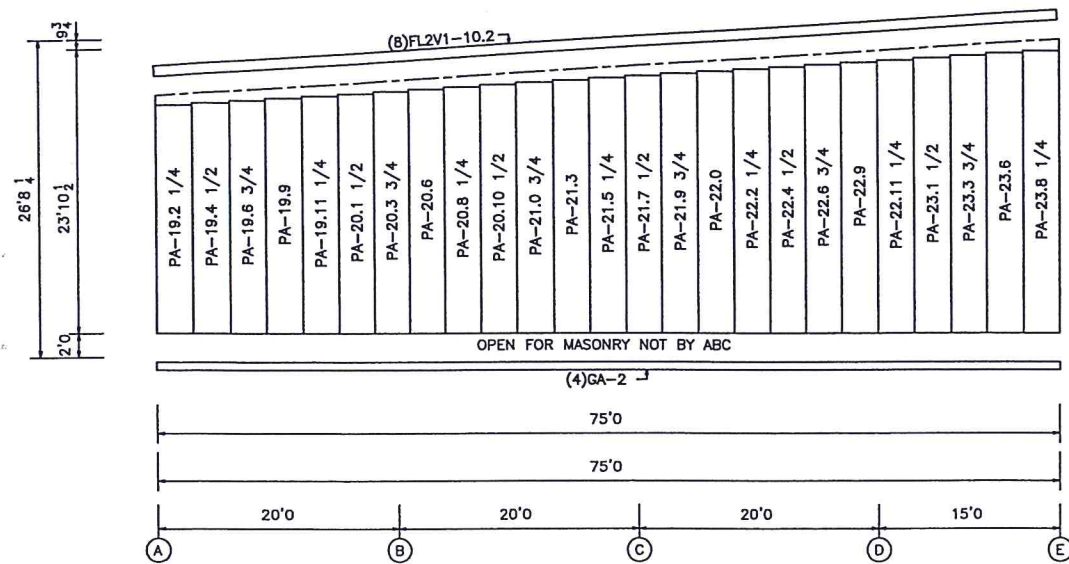 9 3/4
26'8 1/4
23'10 1/2
2'0
(8)FL2V1-10.2
PA-19.2 1/4
PA-19.4 1/2
PA-19.6 3/4
PA-19.9
PA-19.11 1/4
PA-20.1 1/2
PA-20.3 3/4
PA-20.6
PA-20.8 1/4
PA-20.10 1/2
PA-21.0 3/4
PA-21.3
PA-21.5 1/4
PA-21.7 1/2
PA-21.9 3/4
PA-22.0
PA-22.2 1/4
PA-22.4 1/2
PA-22.6 3/4
PA-22.9
PA-22.11 1/4
PA-23.1 1/2
PA-23.3 3/4
PA-23.6
PA-23.8 1/4
OPEN FOR MASONRY NOT BY ABC
(4)GA-2
75'0
75'0
20'0 20'0 20'0 15'0
A B C D E